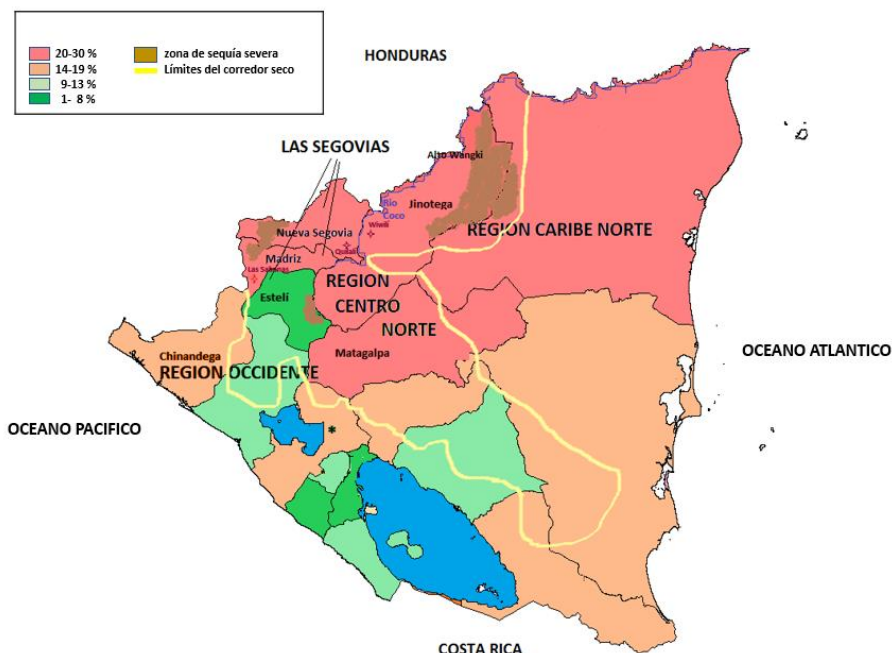 20-30 %
14-19 %
9-13 %
1- 8 %
zona de sequía severa
Límites del corredor seco
HONDURAS
LAS SEGOVIAS
Alto Wangki
Jinotega
Río
Coco
Wiwilí
Nueva Segovia
Quilalí
REGION CARIBE NORTE
Madriz
Las Sabanas
REGION
CENTRO
NORTE
Estelí
Matagalpa
Chinandega
REGION OCCIDENTE
OCEANO ATLANTICO
OCEANO PACIFICO
*
COSTA RICA